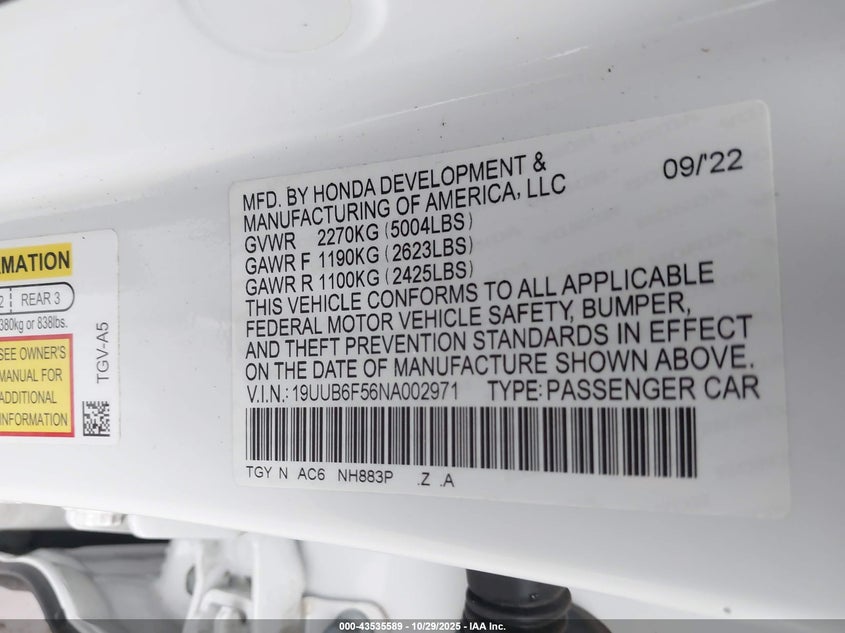 MFD. BY HONDA DEVELOPMENT &
MANUFACTURING OF AMERICA, LLC
09/'22
GVWR 2270KG (5004LBS)
GAWR F 1190KG (2623LBS)
GAWR R 1100KG (2425LBS)
THIS VEHICLE CONFORMS TO ALL APPLICABLE
FEDERAL MOTOR VEHICLE SAFETY, BUMPER,
AND THEFT PREVENTION STANDARDS IN EFFECT
ON THE DATE OF MANUFACTURE SHOWN ABOVE.
V.I.N.: 19UUB6F56NA002971 TYPE: PASSENGER CAR
TGY N AC6 NH883P .Z .A
MATION
2 REAR 3
380kg or 838lbs.
SEE OWNER'S
MANUAL FOR
ADDITIONAL
INFORMATION
TGV-A5
000-43535589 - 10/29/2025 - IAA Inc.